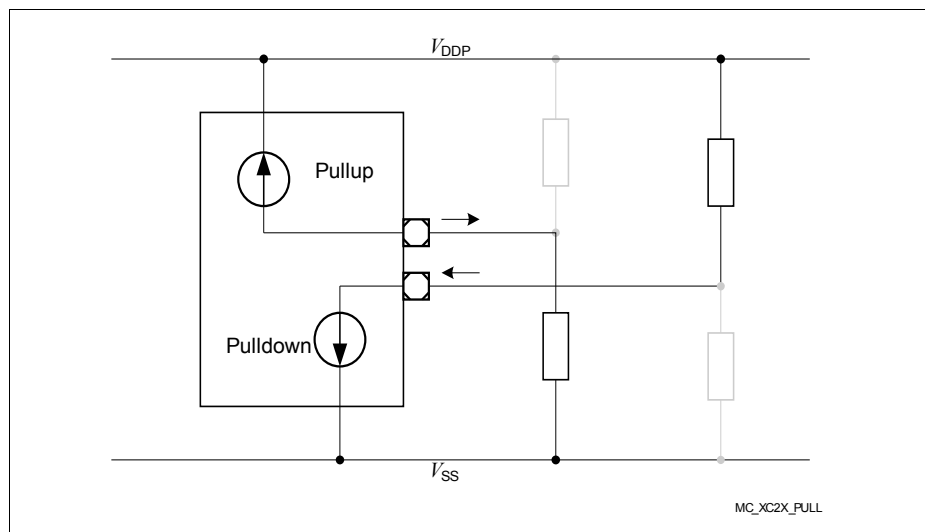 VDDP
Pullup
Pulldown
VSS
MC_XC2X_PULL